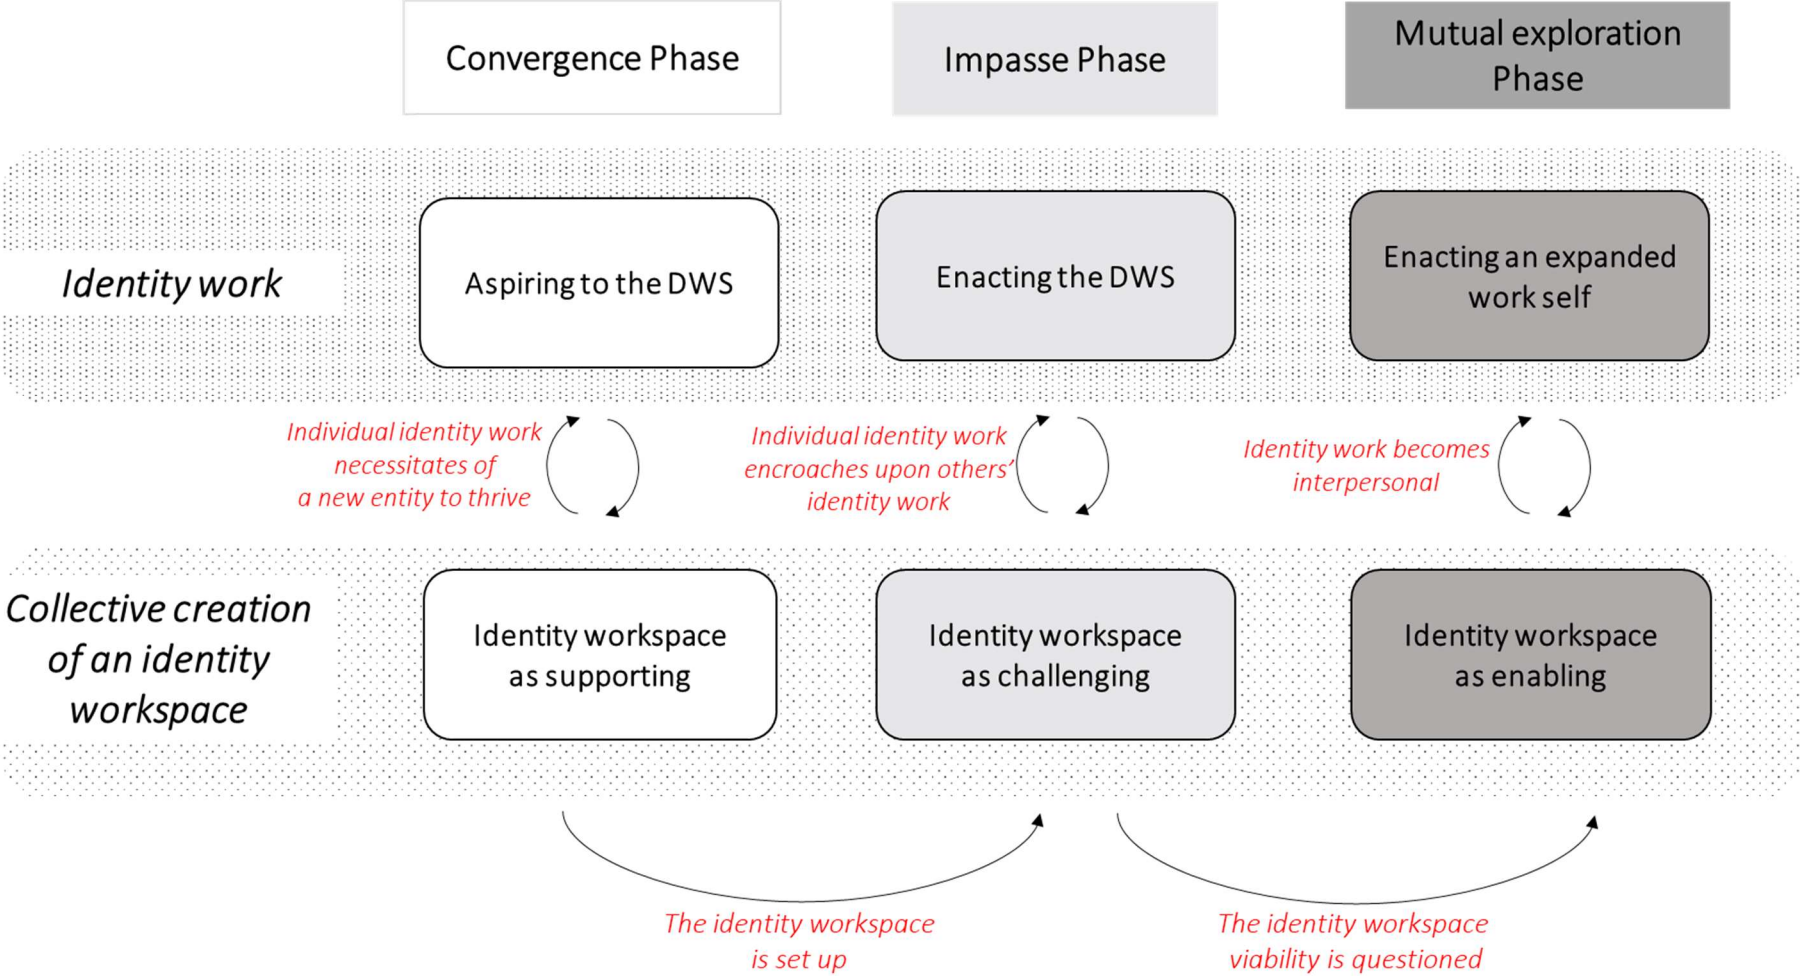 Convergence Phase
Impasse Phase
Mutual exploration
Phase
Identity work
Aspiring to the DWS
Enacting the DWS
Enacting an expanded
work self
Individual identity work
necessitates of
a new entity to thrive
Individual identity work
encroaches upon others'
identity work
Identity work becomes
interpersonal
Collective creation
of an identity
workspace
Identity workspace
as supporting
Identity workspace
as challenging
Identity workspace
as enabling
The identity workspace
is set up
The identity workspace
viability is questioned